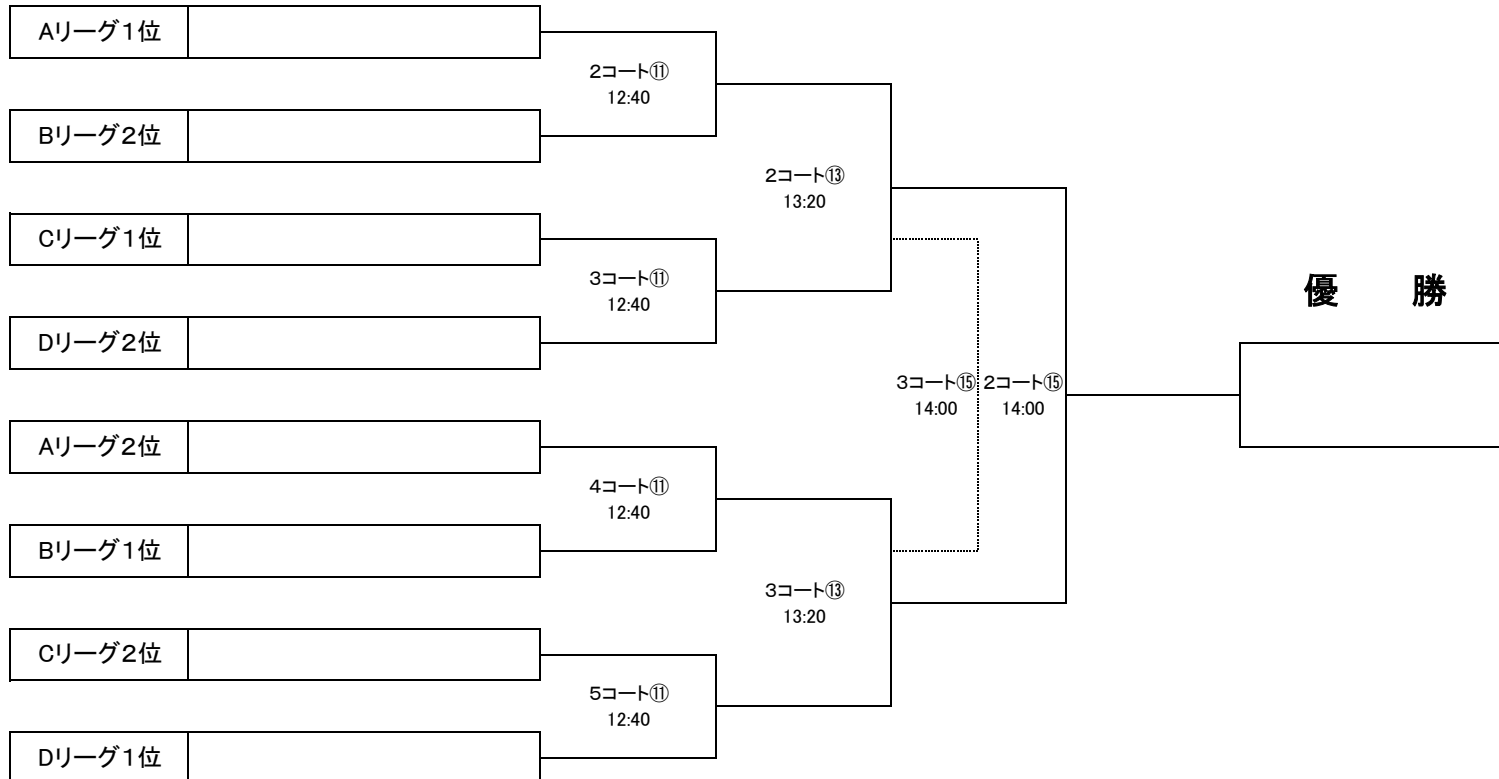 Aリーグ1位
2コート⑪
12:40
Bリーグ2位
2コート⑬
13:20
Cリーグ1位
3コート⑪
12:40
Dリーグ2位
優　勝
3コート⑮ 2コート⑮
14:00 14:00
Aリーグ2位
4コート⑪
12:40
Bリーグ1位
3コート⑬
13:20
Cリーグ2位
5コート⑪
12:40
Dリーグ1位